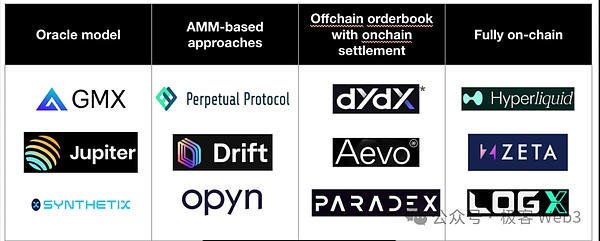 Oracle model
AMM-based
approaches
Offchain orderbook
with onchain
settlement
Fully on-chain
GMX
Perpetual Protocol
dYdX*
Hyperliquid
Jupiter
Drift
Aevo®
ZETA
SYNTHETIX
opyn
PARADEX
LOGX
公众号 · 极客 Web3